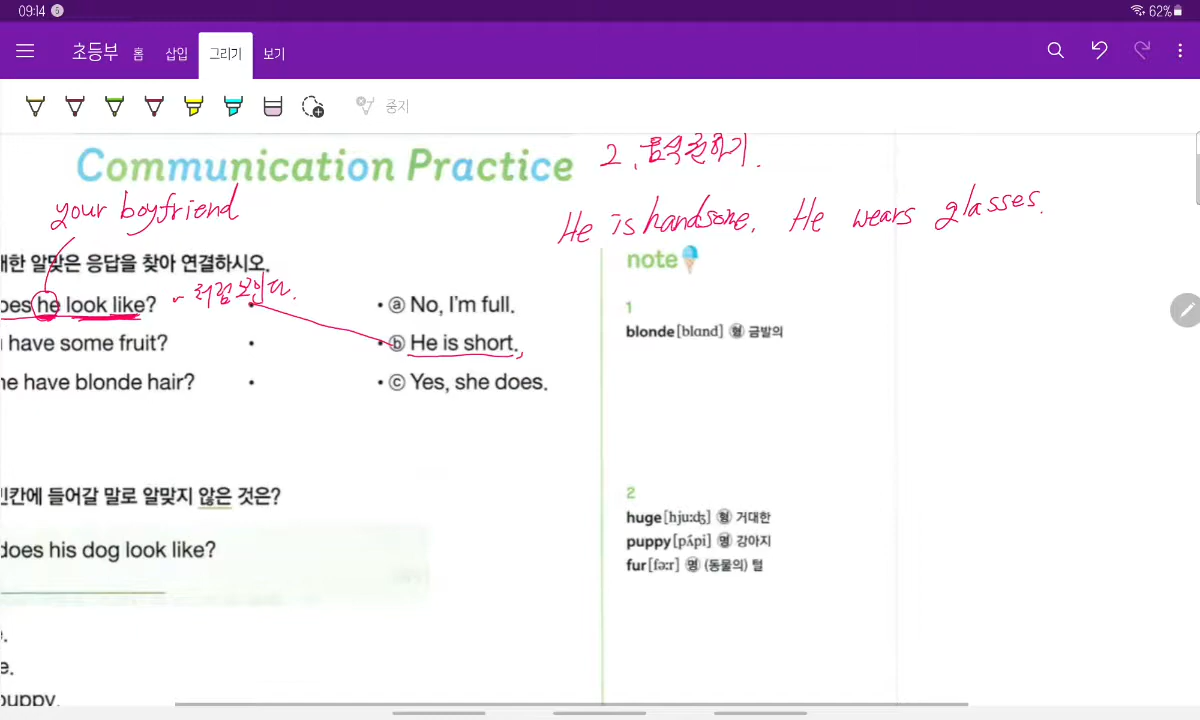 09:14 5 62%
초등부 홈 삽입 그리기 보기
중지
Communication Practice
2. 음식권하기.
your boyfriend
He is handsome. He wears glasses.
대한 알맞은 응답을 찾아 연결하시오.
note
oes he look like? ~처럼 보인다. • • ⓐ No, I'm full.
1
blonde[blɑnd] 형 금발의
have some fruit? • • ⓑ He is short.,
ne have blonde hair? • • ⓒ Yes, she does.
빈칸에 들어갈 말로 알맞지 않은 것은?
2
huge[hjuːdʒ] 형 거대한
puppy[pʌ́pi] 명 강아지
fur[fəːr] 명 (동물의) 털
does his dog look like?
e.
e.
puppy.